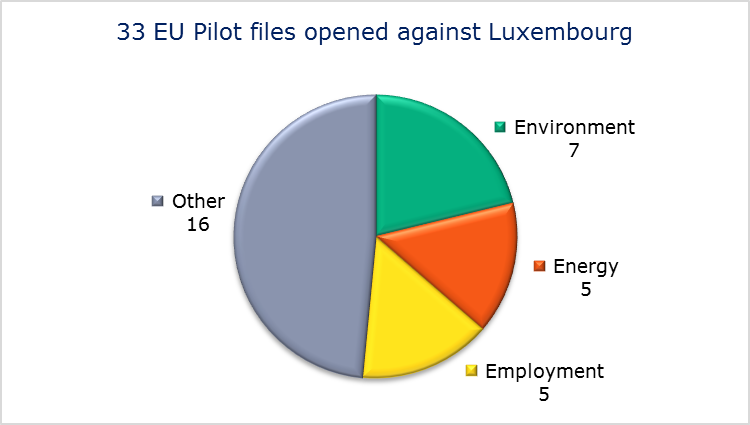 33 EU Pilot files opened against Luxembourg
Environment
7
Other
16
Energy
5
Employment
5